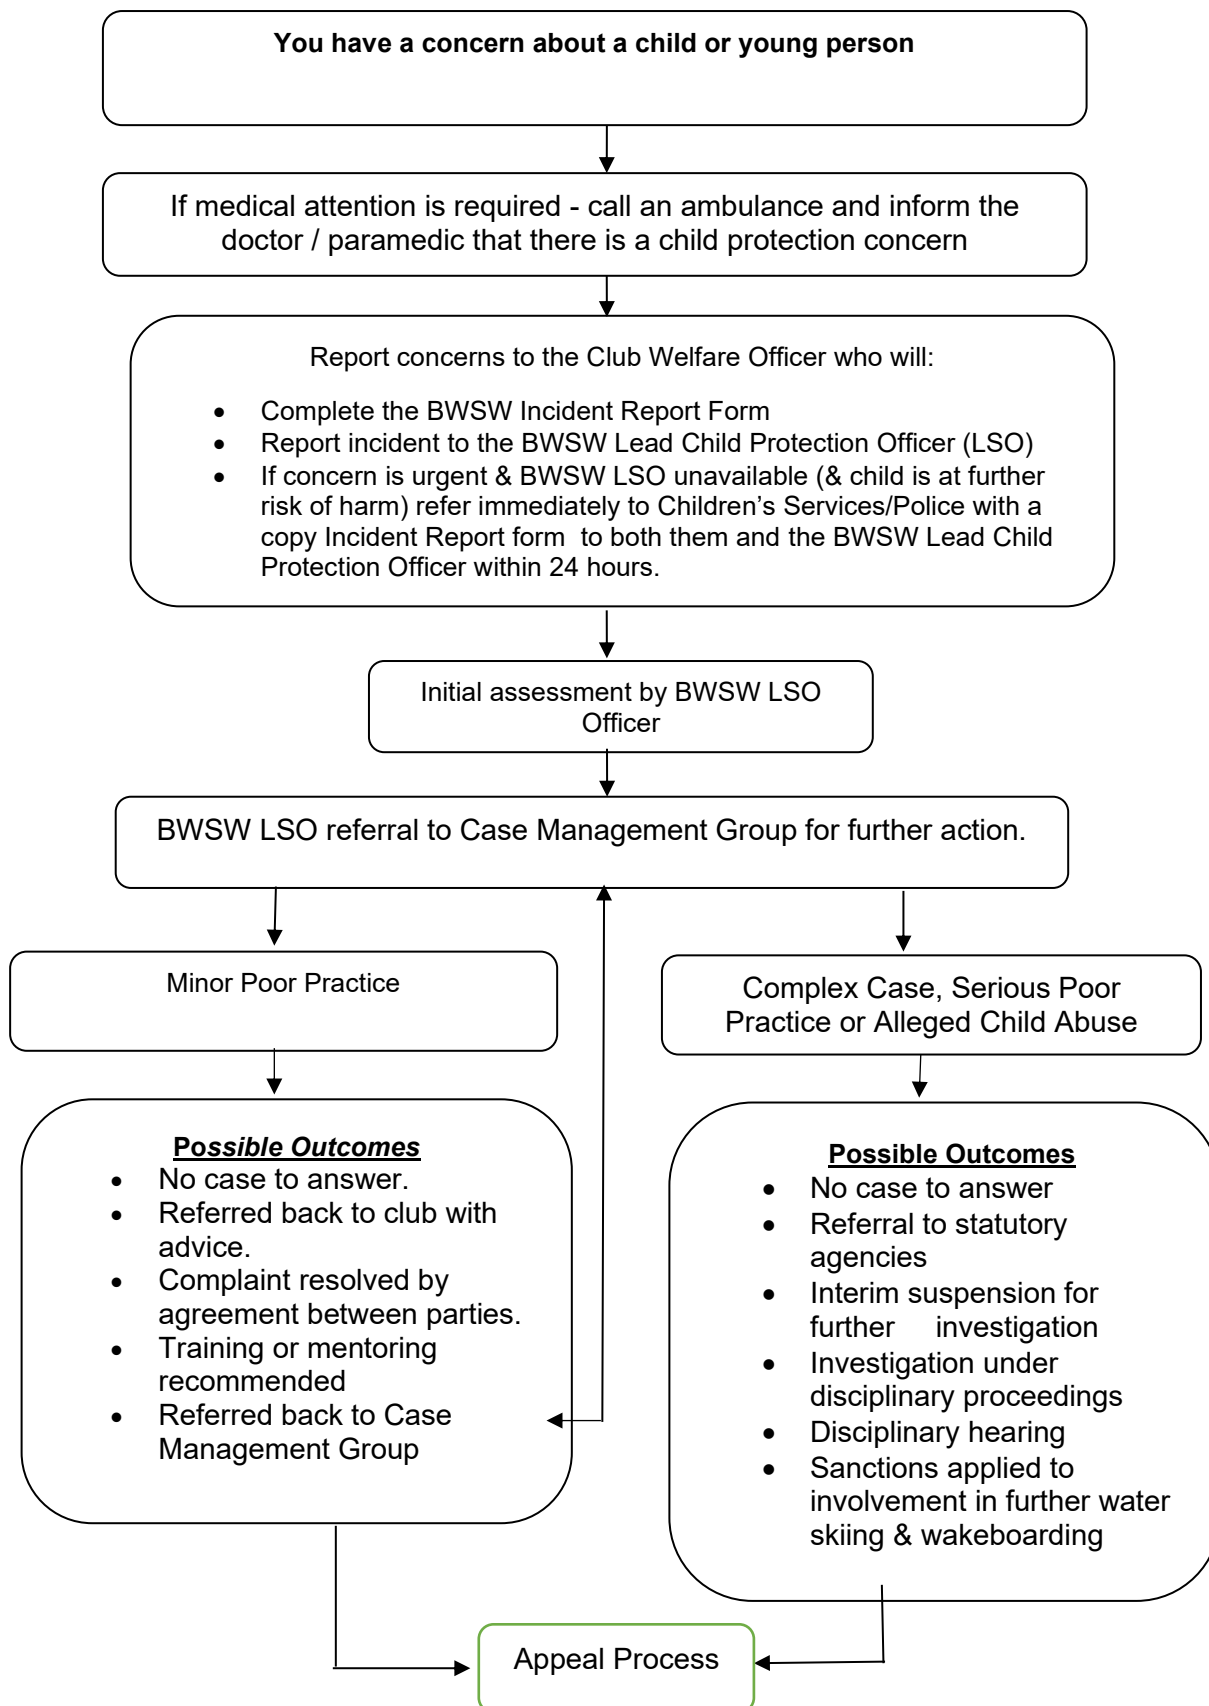 You have a concern about a child or young person
If medical attention is required - call an ambulance and inform the
doctor / paramedic that there is a child protection concern
Report concerns to the Club Welfare Officer who will:
• Complete the BWSW Incident Report Form
• Report incident to the BWSW Lead Child Protection Officer (LSO)
• If concern is urgent & BWSW LSO unavailable (& child is at further
risk of harm) refer immediately to Children’s Services/Police with a
copy Incident Report form to both them and the BWSW Lead Child
Protection Officer within 24 hours.
Initial assessment by BWSW LSO
Officer
BWSW LSO referral to Case Management Group for further action.
Minor Poor Practice
Complex Case, Serious Poor
Practice or Alleged Child Abuse
Possible Outcomes
• No case to answer.
• Referred back to club with
advice.
• Complaint resolved by
agreement between parties.
• Training or mentoring
recommended
• Referred back to Case
Management Group
Possible Outcomes
• No case to answer
• Referral to statutory
agencies
• Interim suspension for
further investigation
• Investigation under
disciplinary proceedings
• Disciplinary hearing
• Sanctions applied to
involvement in further water
skiing & wakeboarding
Appeal Process